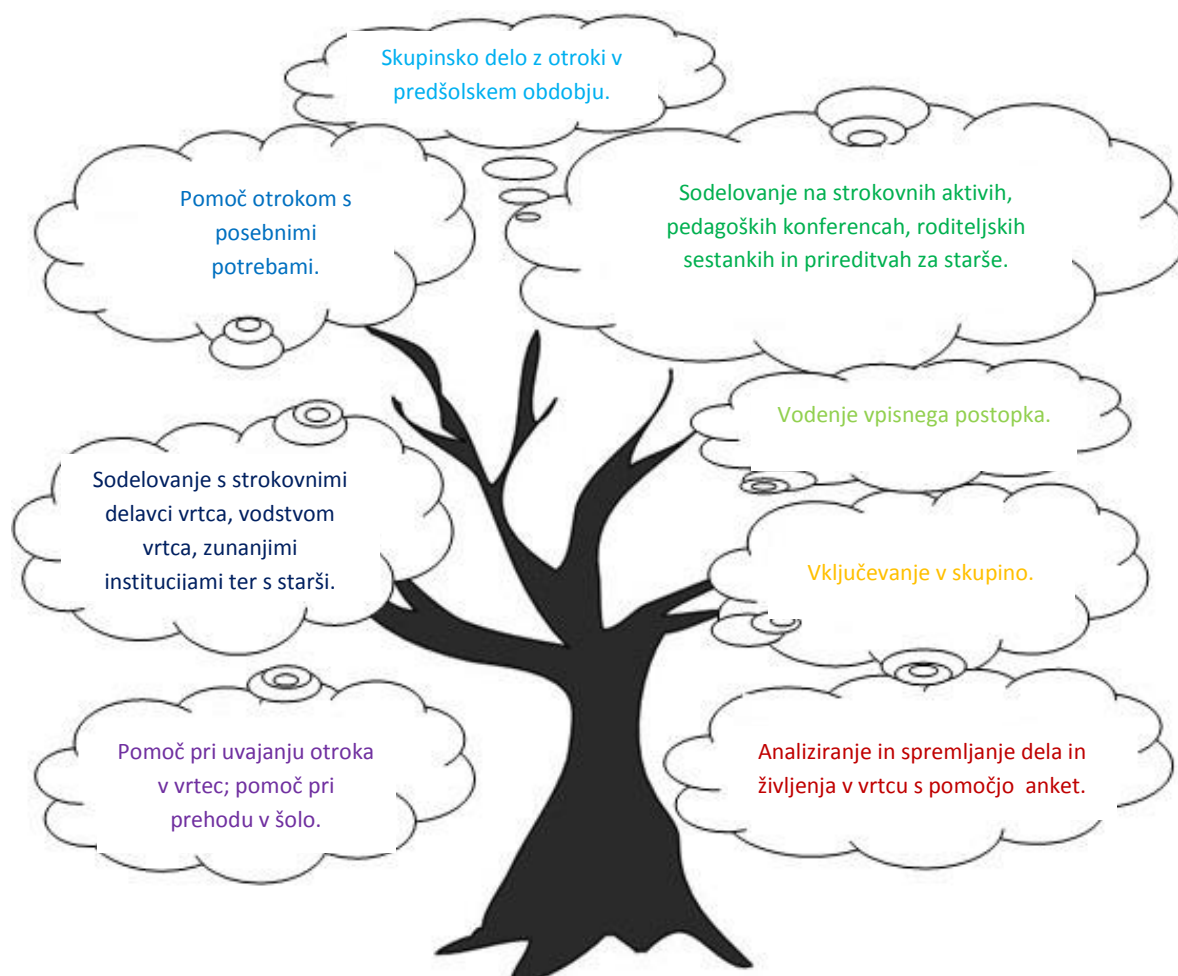 Skupinsko delo z otroki v
predšolskem obdobju.
Pomoč otrokom s
posebnimi
potrebami.
Sodelovanje na strokovnih aktivih,
pedagoških konferencah, roditeljskih
sestankih in prireditvah za starše.
Vodenje vpisnega postopka.
Sodelovanje s strokovnimi
delavci vrtca, vodstvom
vrtca, zunanjimi
institucijami ter s starši.
Vključevanje v skupino.
Pomoč pri uvajanju otroka
v vrtec; pomoč pri
prehodu v šolo.
Analiziranje in spremljanje dela in
življenja v vrtcu s pomočjo  anket.